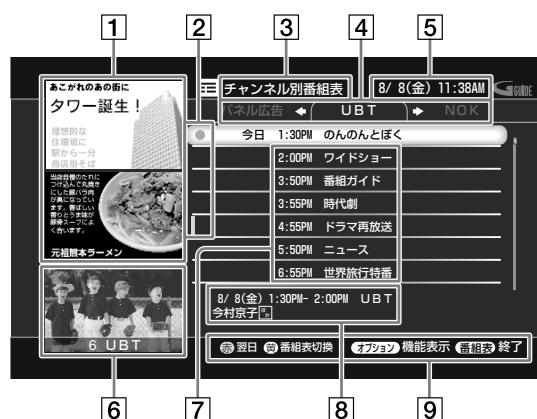 1
2
3
4
5
チャンネル別番組表
8/ 8(金) 11:38AM
GGUIDE
パネル広告
UBT
NOK
あこがれのあの街に
タワー誕生!
理想的な
住環境に
駅から一分
商店街そば
当店自慢のたれに
つけ込んで丸焼き
にした豚バラ肉
が具になってい
ます。香ばしい
香りとうま味が
豚骨スープによ
く合います。
元祖熊本ラーメン
今日 1:30PM のんのんとぼく
2:00PM ワイドショー
3:50PM 番組ガイド
3:55PM 時代劇
4:55PM ドラマ再放送
5:50PM ニュース
6:55PM 世界旅行特番
8/ 8(金) 1:30PM- 2:00PM UBT
今村京子 ほか
6 UBT
赤 翌日 黄 番組表切換 オプション 機能表示 番組表 終了
6
7
8
9